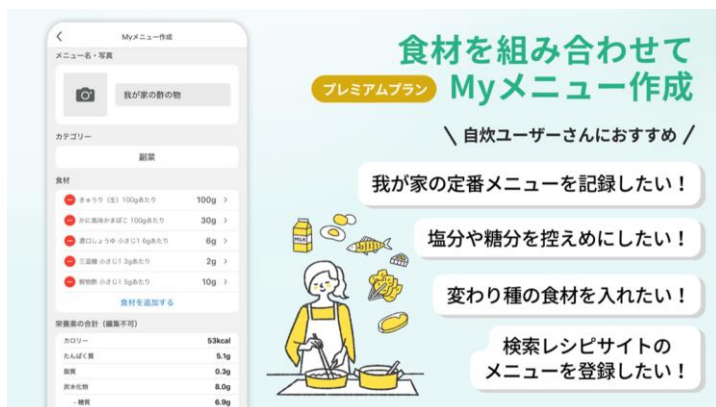 Myメニュー作成
メニュー名・写真
我が家の酢の物
カテゴリー
副菜
食材
きゅうり（生）100gあたり 100g
かに風味かまぼこ 100gあたり 30g
濃口しょうゆ 小さじ1 6gあたり 6g
三温糖 小さじ1 3gあたり 2g
穀物酢 小さじ1 5gあたり 10g
食材を追加する
栄養素の合計（編集不可）
カロリー 53kcal
たんぱく質 5.1g
脂質 0.3g
炭水化物 8.0g
- 糖質 6.9g
食材を組み合わせて
プレミアムプラン Myメニュー作成
\ 自炊ユーザーさんにおすすめ /
我が家の定番メニューを記録したい！
塩分や糖分を控えめにしたい！
変わり種の食材を入れたい！
検索レシピサイトの
メニューを登録したい！
MILK